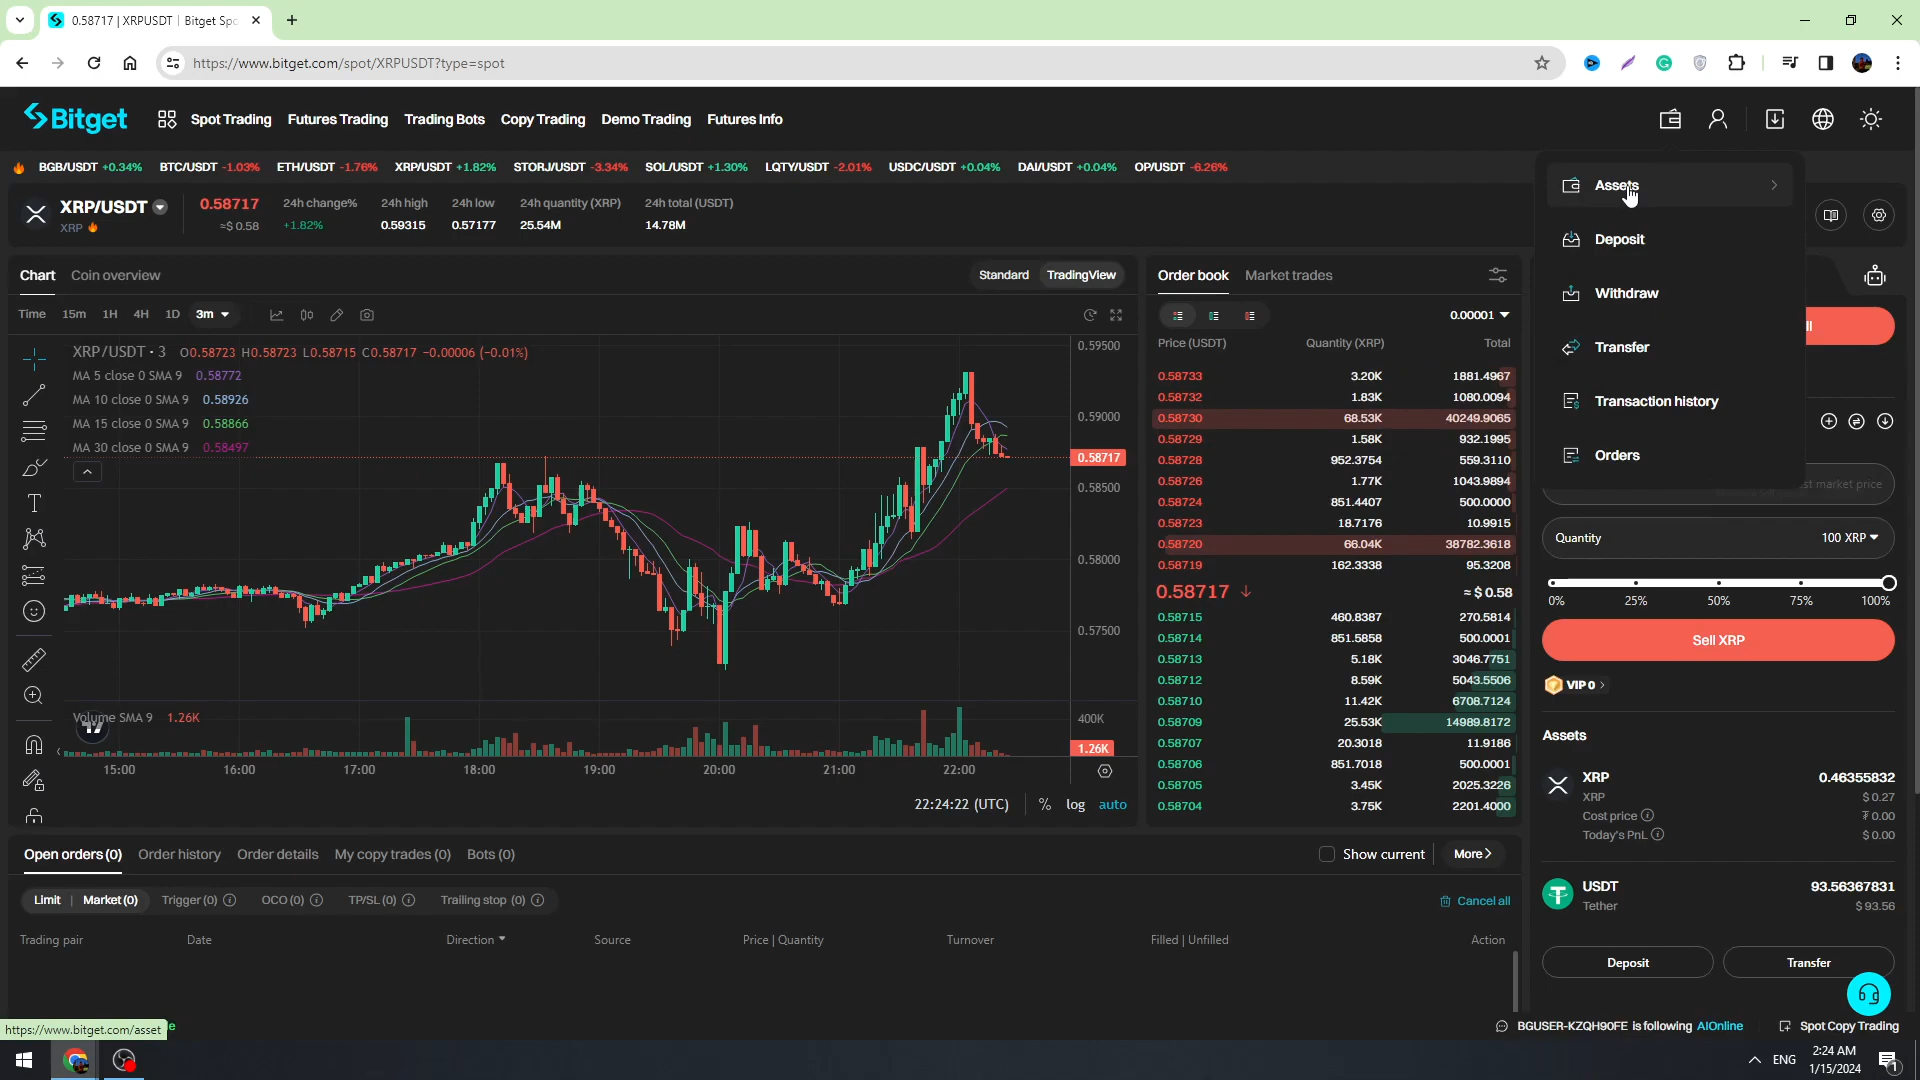 0.58717 | XRPUSDT | Bitget Spo
https://www.bitget.com/spot/XRPUSDT?type=spot
Bitget Spot Trading Futures Trading Trading Bots Copy Trading Demo Trading Futures Info
BGB/USDT +0.34% BTC/USDT -1.03% ETH/USDT -1.76% XRP/USDT +1.82% STORJ/USDT -3.34% SOL/USDT +1.30% LQTY/USDT -2.01% USDC/USDT +0.04% DAI/USDT +0.04% OP/USDT -6.26%
XRP/USDT 0.58717 24h change% 24h high 24h low 24h quantity (XRP) 24h total (USDT)
XRP ≈$ 0.58 +1.82% 0.59315 0.57177 25.54M 14.78M
Assets
Deposit
Withdraw
Transfer
Transaction history
Orders
Chart Coin overview Standard TradingView
Time 15m 1H 4H 1D 3m
XRP/USDT · 3 O0.58723 H0.58723 L0.58715 C0.58717 -0.00006 (-0.01%)
MA 5 close 0 SMA 9 0.58772
MA 10 close 0 SMA 9 0.58926
MA 15 close 0 SMA 9 0.58866
MA 30 close 0 SMA 9 0.58497
0.59500
0.59000
0.58717
0.58500
0.58000
0.57500
Volume SMA 9 1.26K
400K
1.26K
15:00 16:00 17:00 18:00 19:00 20:00 21:00 22:00
22:24:22 (UTC) % log auto
Order book Market trades
0.00001
Price (USDT) Quantity (XRP) Total
0.58733 3.20K 1881.4967
0.58732 1.83K 1080.0094
0.58730 68.53K 40249.9065
0.58729 1.58K 932.1995
0.58728 952.3754 559.3110
0.58726 1.77K 1043.9894
0.58724 851.4407 500.0000
0.58723 18.7176 10.9915
0.58720 66.04K 38782.3618
0.58719 162.3338 95.3208
0.58717 ↓ ≈ $ 0.58
0.58715 460.8387 270.5814
0.58714 851.5858 500.0001
0.58713 5.18K 3046.7751
0.58712 8.59K 5043.5506
0.58710 11.42K 6708.7124
0.58709 25.53K 14989.8172
0.58707 20.3018 11.9186
0.58706 851.7018 500.0001
0.58705 3.45K 2025.3226
0.58704 3.75K 2201.4000
ll
st market price
Quantity 100 XRP
0% 25% 50% 75% 100%
Sell XRP
VIP 0 >
Assets
XRP 0.46355832
XRP $ 0.27
Cost price ₮ 0.00
Today's PnL $ 0.00
USDT 93.56367831
Tether $ 93.56
Deposit Transfer
Open orders (0) Order history Order details My copy trades (0) Bots (0) Show current More >
Limit | Market (0) Trigger (0) OCO (0) TP/SL (0) Trailing stop (0) Cancel all
Trading pair Date Direction Source Price | Quantity Turnover Filled | Unfilled Action
https://www.bitget.com/asset e
BGUSER-KZQH90FE is following AIOnline Spot Copy Trading
ENG 2:24 AM
1/15/2024
1